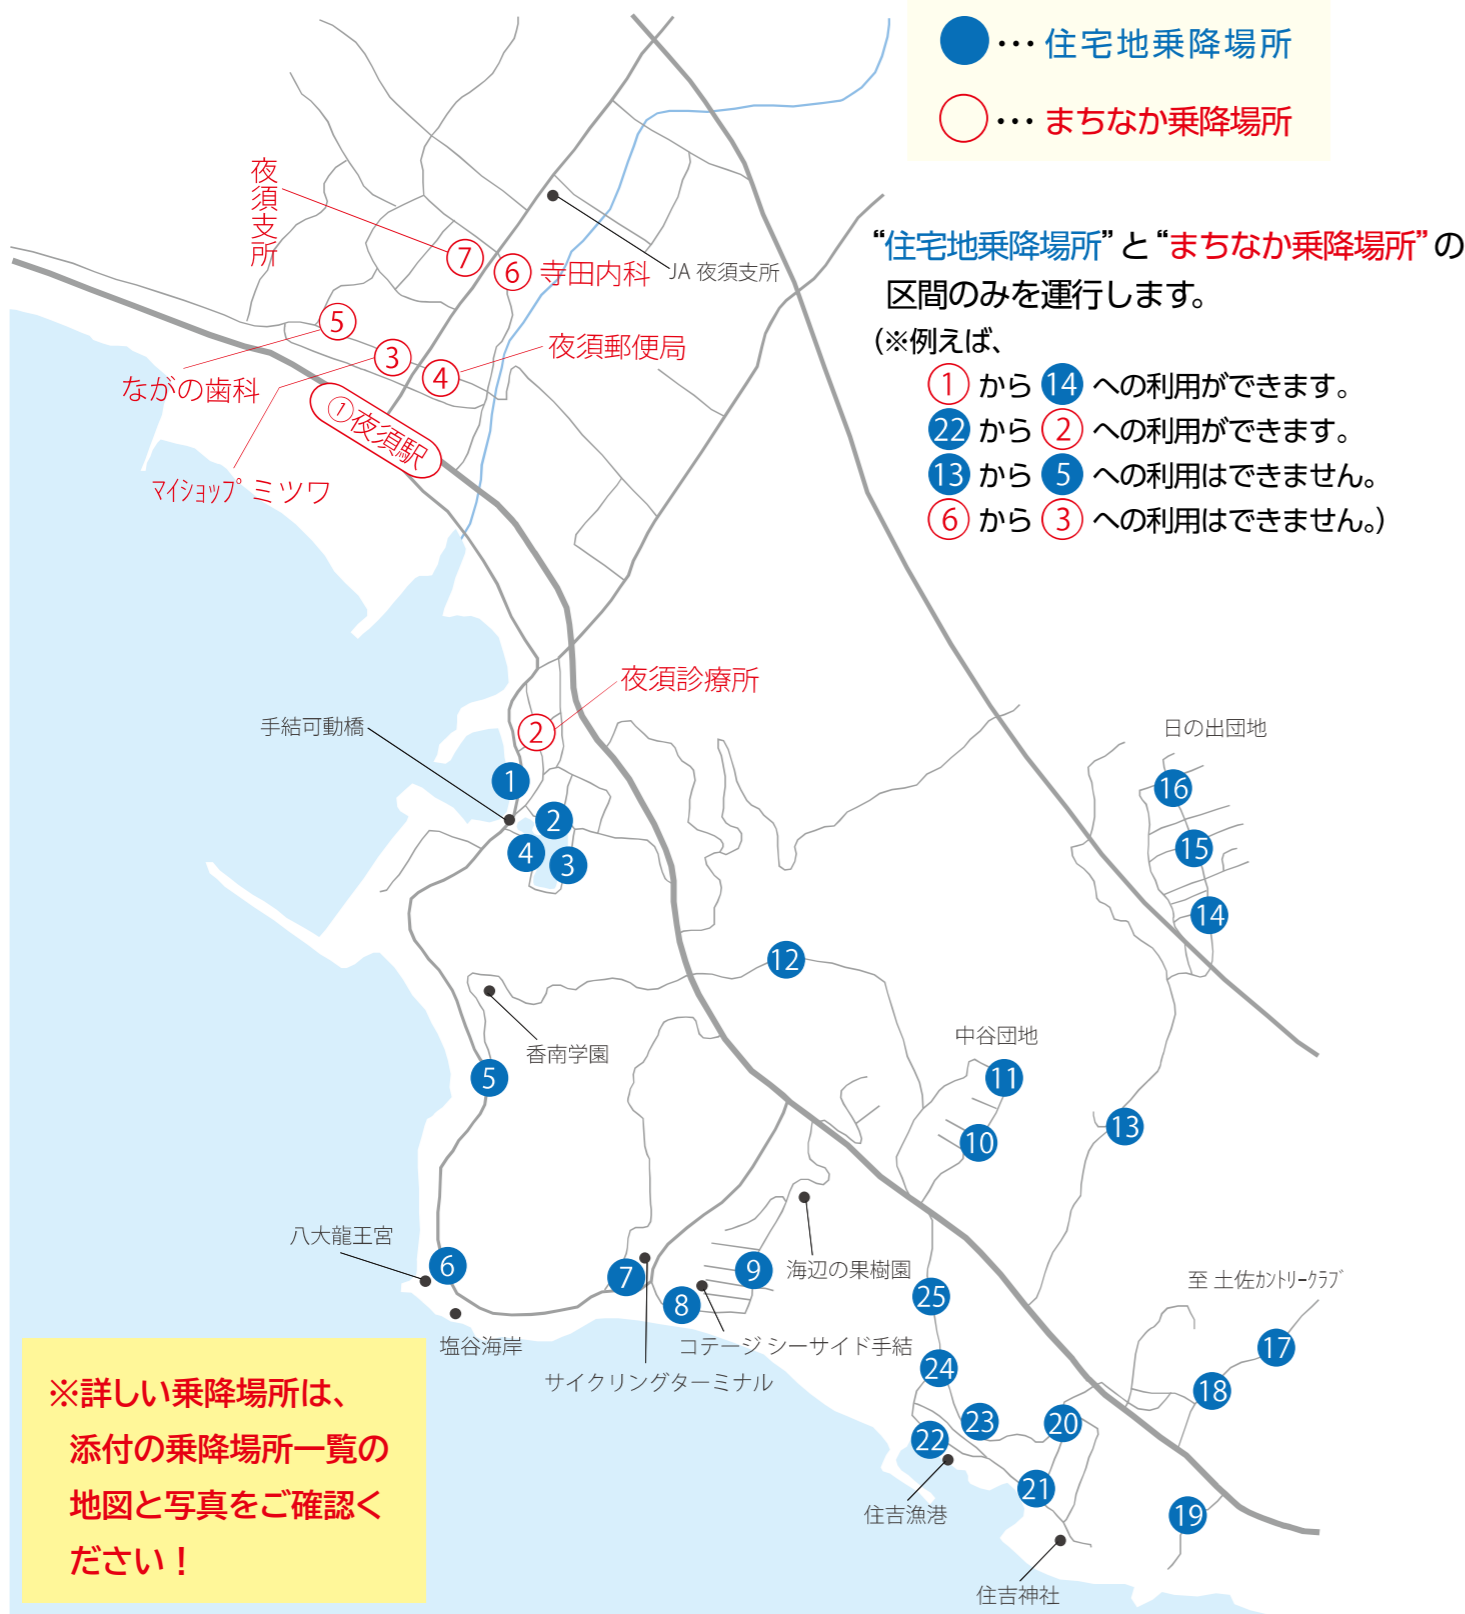 ●…住宅地乗降場所
○…まちなか乗降場所
“住宅地乗降場所”と“まちなか乗降場所”の
区間のみを運行します。
(※例えば、
① から 14 への利用ができます。
22 から ② への利用ができます。
13 から 5 への利用はできません。
⑥ から ③ への利用はできません。)
夜須支所
⑦
⑥ 寺田内科
JA 夜須支所
⑤
③
④
夜須郵便局
ながの歯科
①夜須駅
マイショップ ミツワ
夜須診療所
②
手結可動橋
1
2
4
3
日の出団地
16
15
14
12
香南学園
5
中谷団地
11
10
13
八大龍王宮
6
7
8
9
海辺の果樹園
塩谷海岸
コテージ シーサイド手結
サイクリングターミナル
25
24
23
22
20
21
至 土佐カントリークラブ
17
18
19
住吉漁港
住吉神社
※詳しい乗降場所は、
添付の乗降場所一覧の
地図と写真をご確認く
ださい！